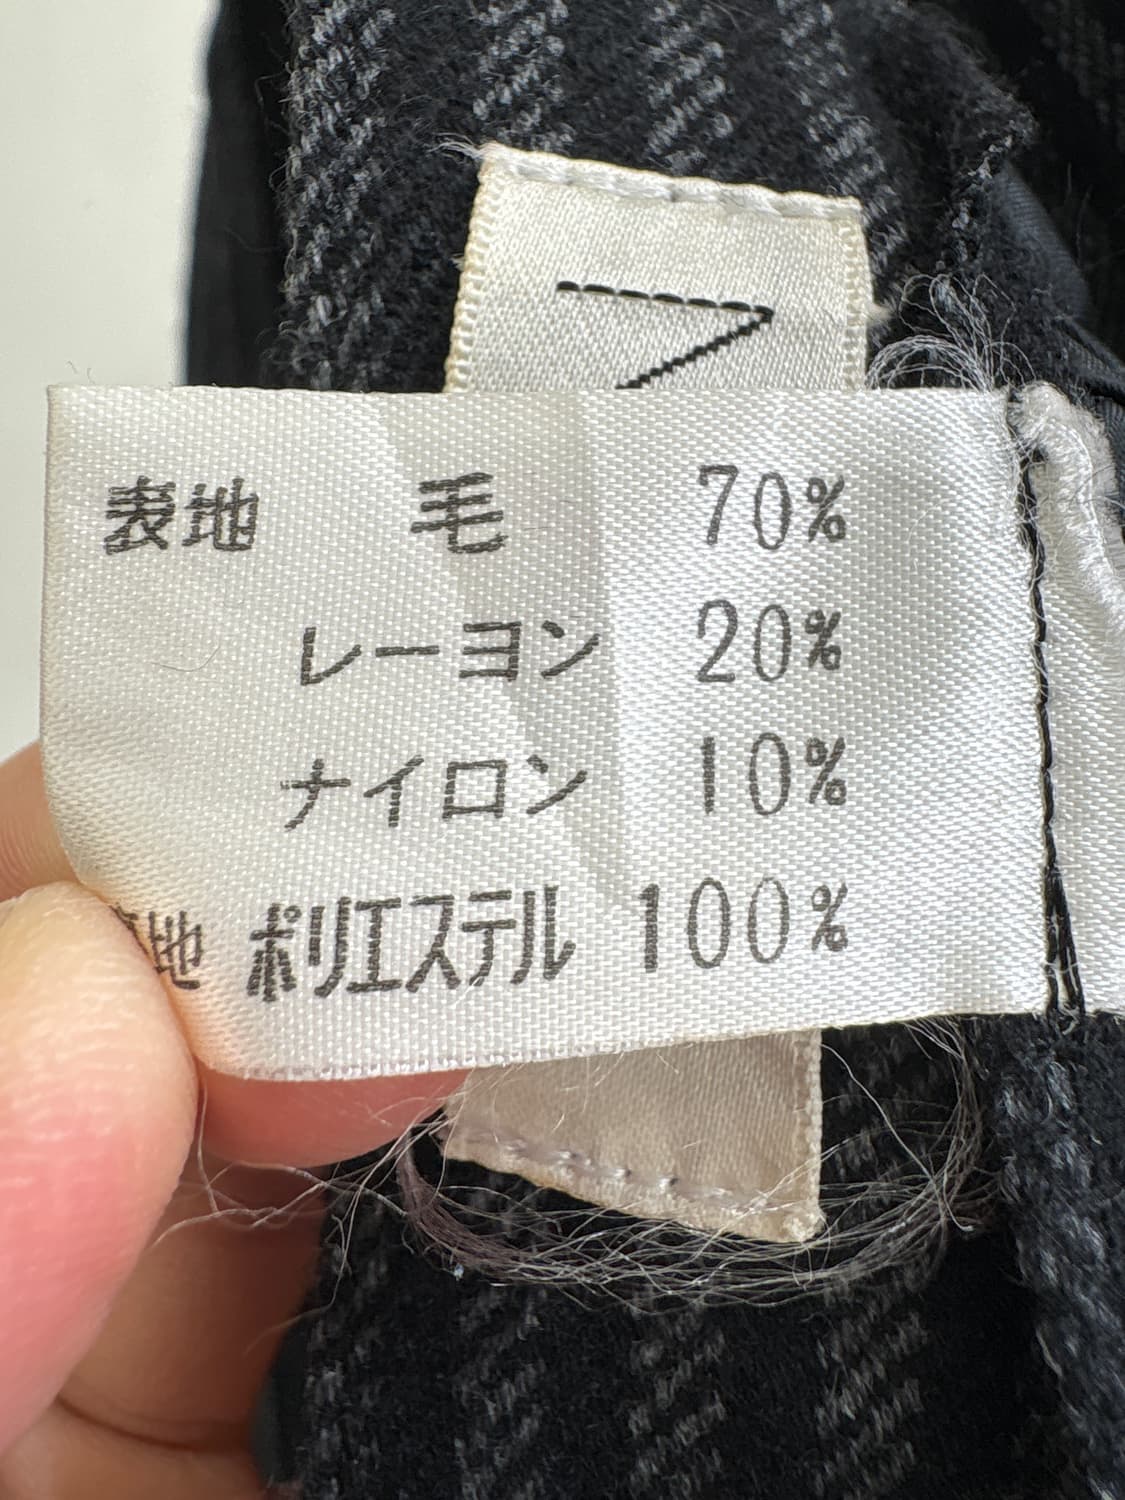 表地 毛 70%
レーヨン 20%
ナイロン 10%
地 ポリエステル 100%